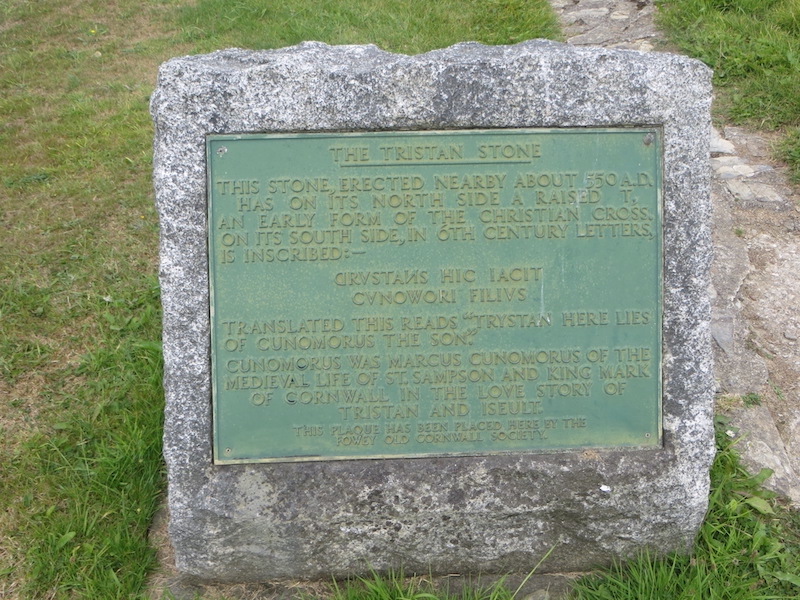 THE TRISTAN STONE
THIS STONE, ERECTED NEARBY ABOUT 550 A.D.
HAS ON ITS NORTH SIDE A RAISED T,
AN EARLY FORM OF THE CHRISTIAN CROSS.
ON ITS SOUTH SIDE, IN 6TH CENTURY LETTERS,
IS INSCRIBED:—
DRVSTAИS HIC IACIT
CVNOWORI FILIVS
TRANSLATED THIS READS "TRYSTAN HERE LIES
OF CUNOMORUS THE SON."
CUNOMORUS WAS MARCUS CUNOMORUS OF THE
MEDIEVAL LIFE OF ST. SAMPSON AND KING MARK
OF CORNWALL IN THE LOVE STORY OF
TRISTAN AND ISEULT.
THIS PLAQUE HAS BEEN PLACED HERE BY THE
FOWEY OLD CORNWALL SOCIETY.